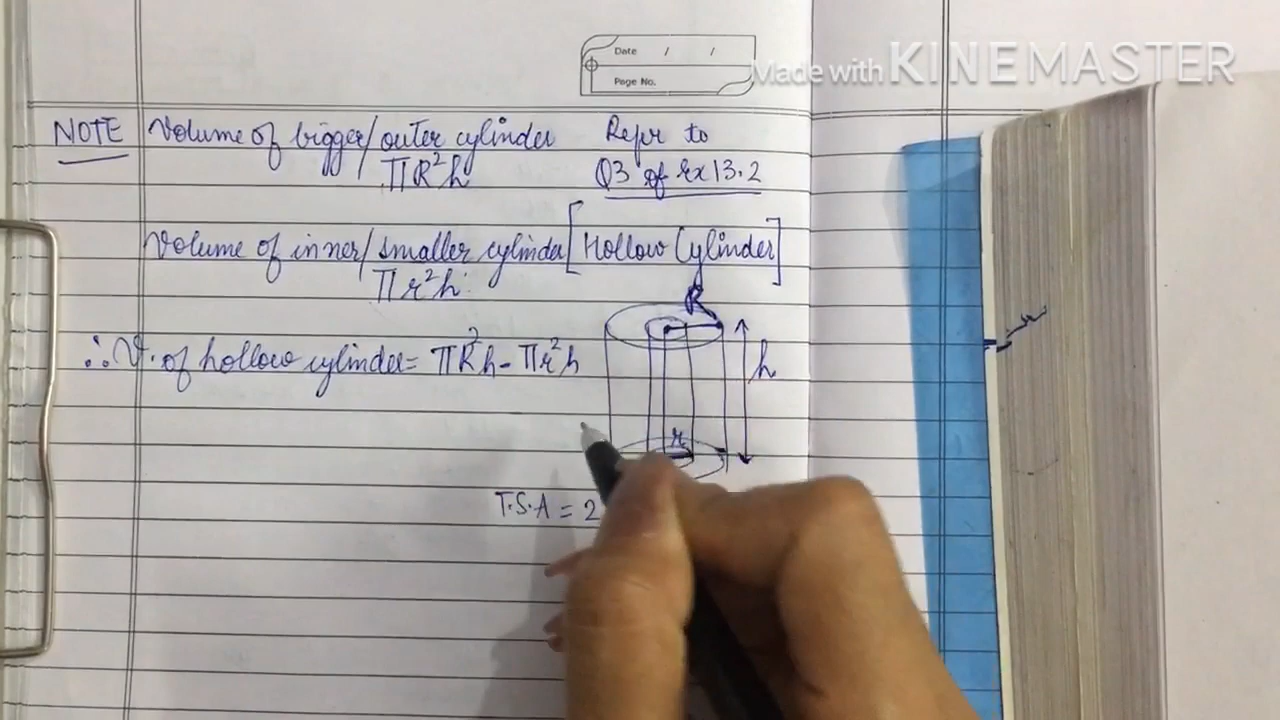 Date / /
Page No.
Made with KINEMASTER
NOTE Volume of bigger/outer cylinder Refer to
πR²h Q3 of Ex 13.2
Volume of inner/smaller cylinder [Hollow Cylinder]
πr²h
R
∴ V. of hollow cylinder = πR²h - πr²h
h
r
T.S.A = 2